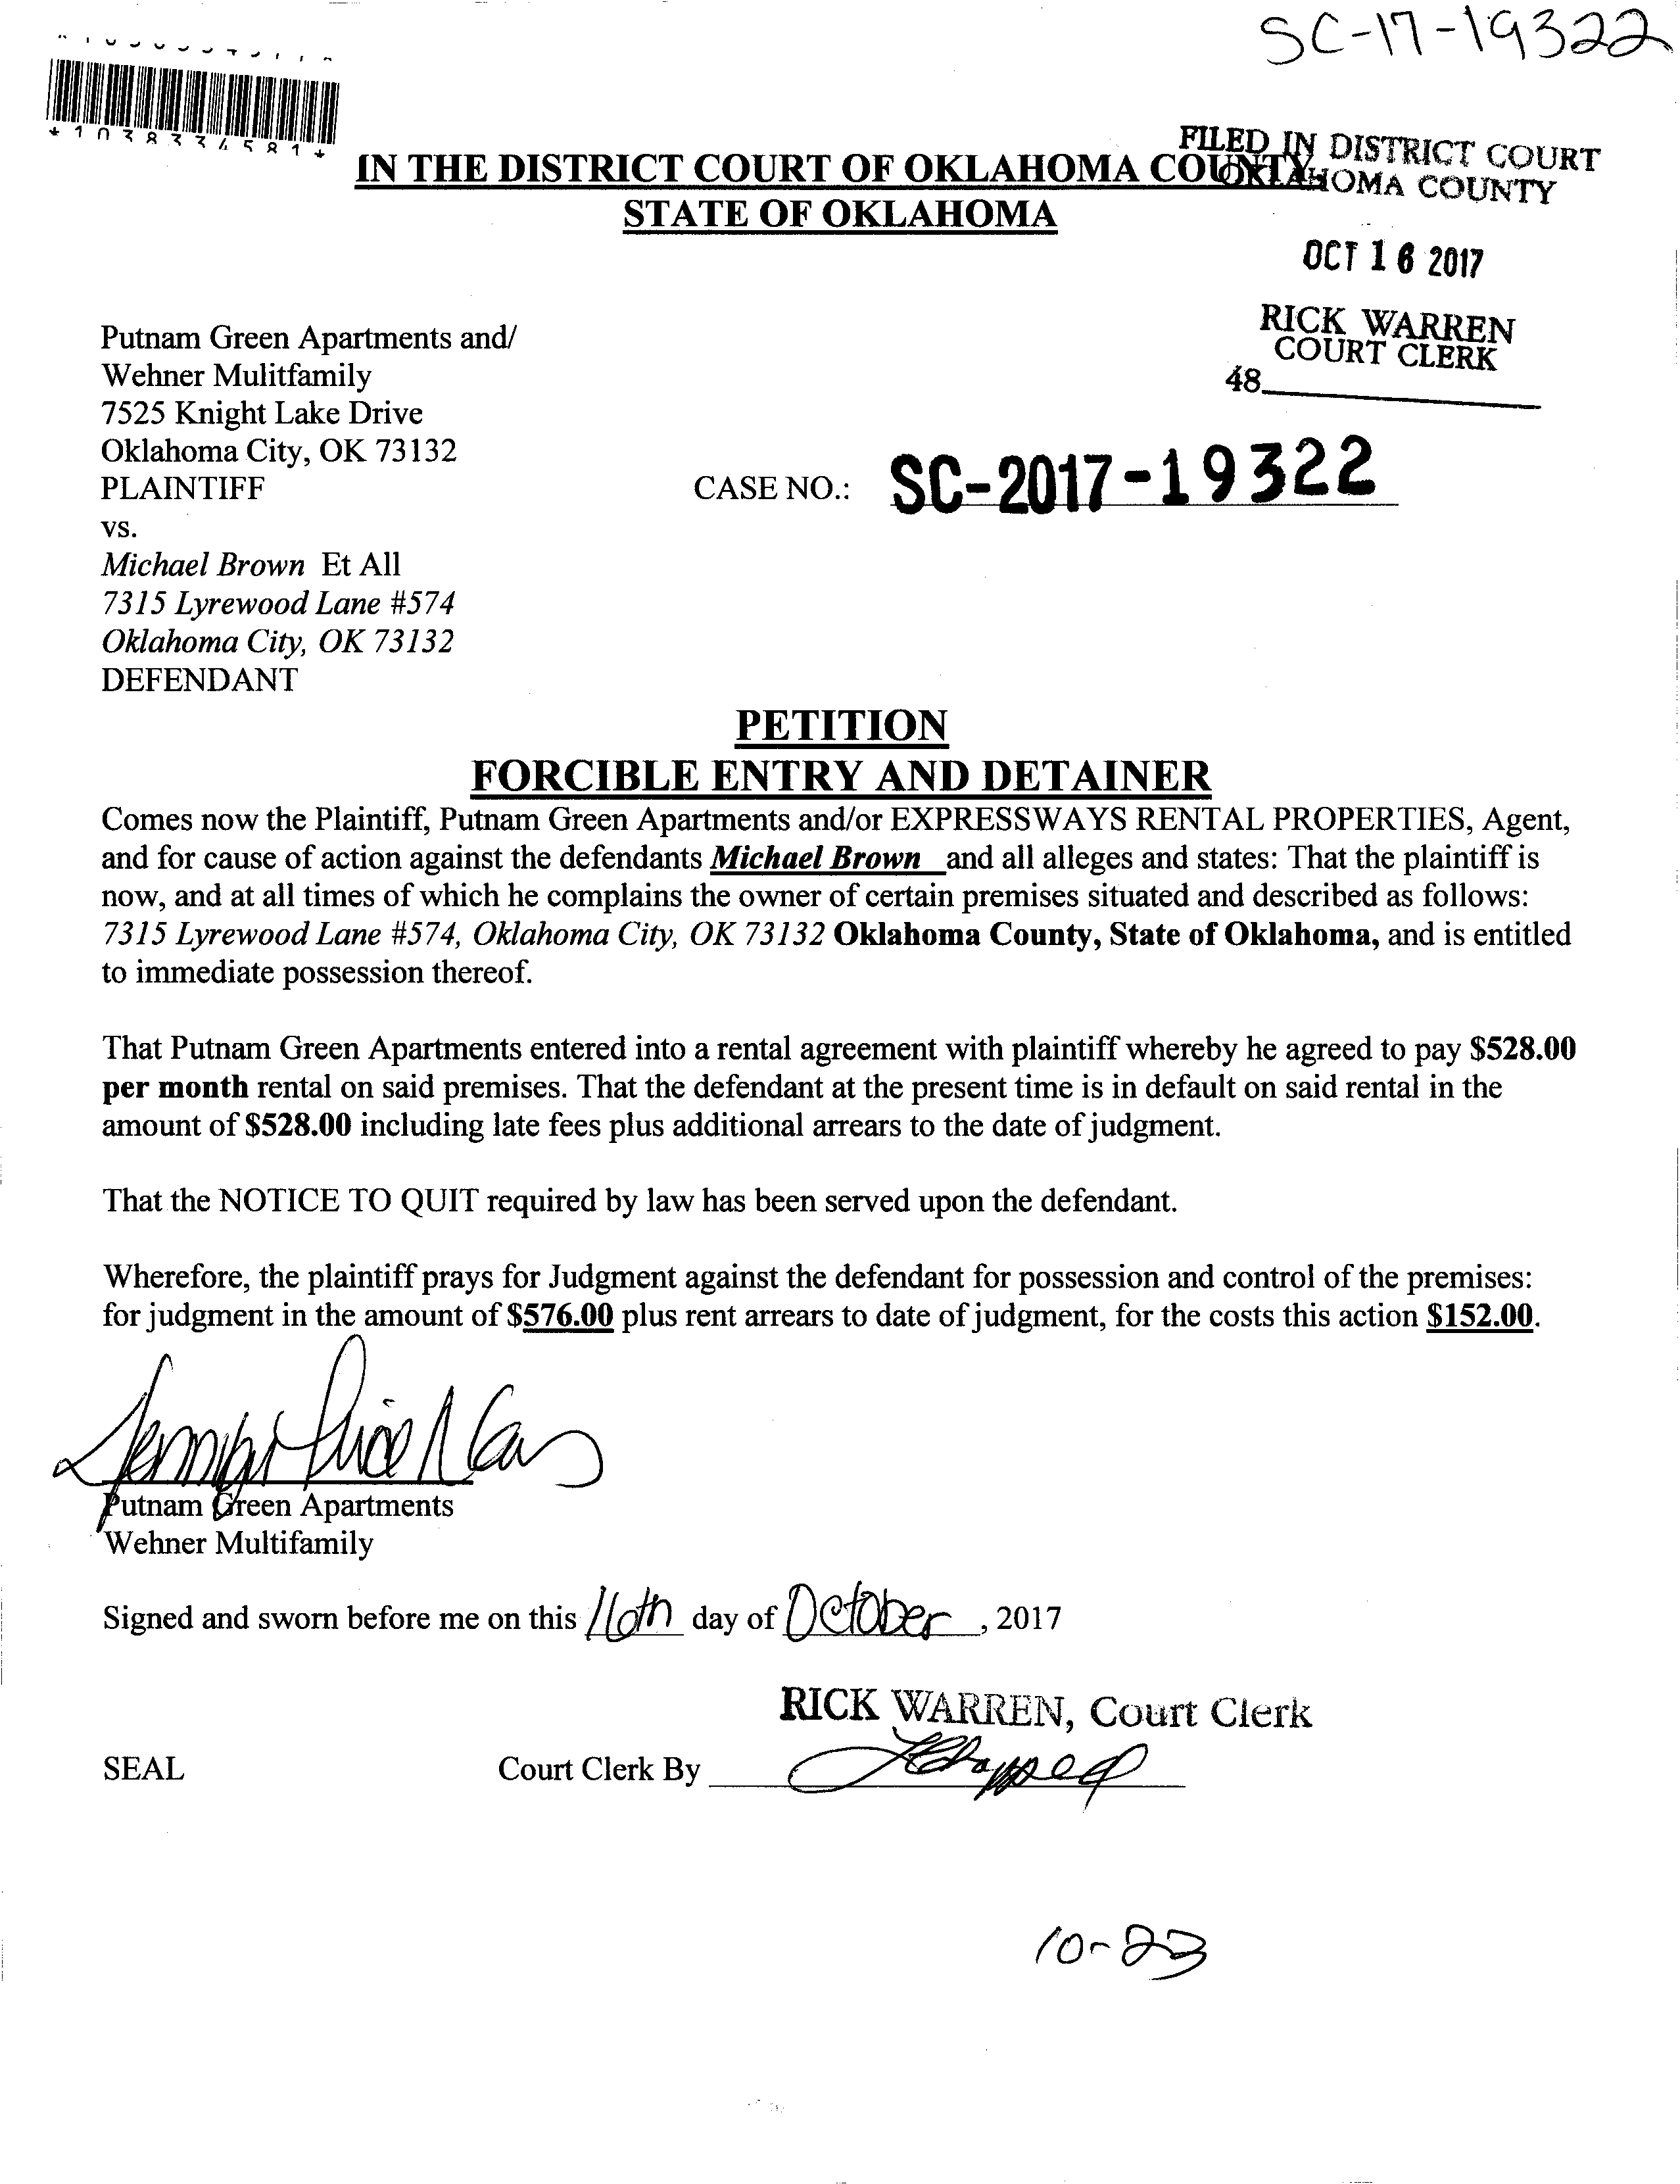 SC-17-19322
*1038334581*
FILED IN DISTRICT COURT
OKLAHOMA COUNTY
IN THE DISTRICT COURT OF OKLAHOMA COUNTY
STATE OF OKLAHOMA
OCT 16 2017
RICK WARREN
COURT CLERK
48
Putnam Green Apartments and/
Wehner Mulitfamily
7525 Knight Lake Drive
Oklahoma City, OK 73132
PLAINTIFF
CASE NO.: SC-2017-19322
vs.
Michael Brown Et All
7315 Lyrewood Lane #574
Oklahoma City, OK 73132
DEFENDANT
PETITION
FORCIBLE ENTRY AND DETAINER
Comes now the Plaintiff, Putnam Green Apartments and/or EXPRESSWAYS RENTAL PROPERTIES, Agent,
and for cause of action against the defendants Michael Brown and all alleges and states: That the plaintiff is
now, and at all times of which he complains the owner of certain premises situated and described as follows:
7315 Lyrewood Lane #574, Oklahoma City, OK 73132 Oklahoma County, State of Oklahoma, and is entitled
to immediate possession thereof.
That Putnam Green Apartments entered into a rental agreement with plaintiff whereby he agreed to pay $528.00
per month rental on said premises. That the defendant at the present time is in default on said rental in the
amount of $528.00 including late fees plus additional arrears to the date of judgment.
That the NOTICE TO QUIT required by law has been served upon the defendant.
Wherefore, the plaintiff prays for Judgment against the defendant for possession and control of the premises:
for judgment in the amount of $576.00 plus rent arrears to date of judgment, for the costs this action $152.00.
Putnam Green Apartments
Wehner Multifamily
Signed and sworn before me on this 16th day of October, 2017
RICK WARREN, Court Clerk
SEAL
Court Clerk By
10-23